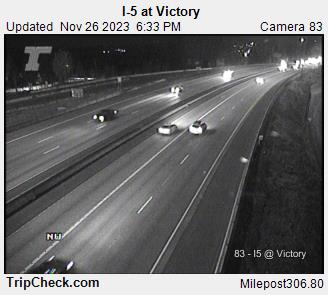 I-5 at Victory
Updated Nov 26 2023 6:33 PM Camera 83
T
NW
83 - I5 @ Victory
TripCheck.com Milepost306.80